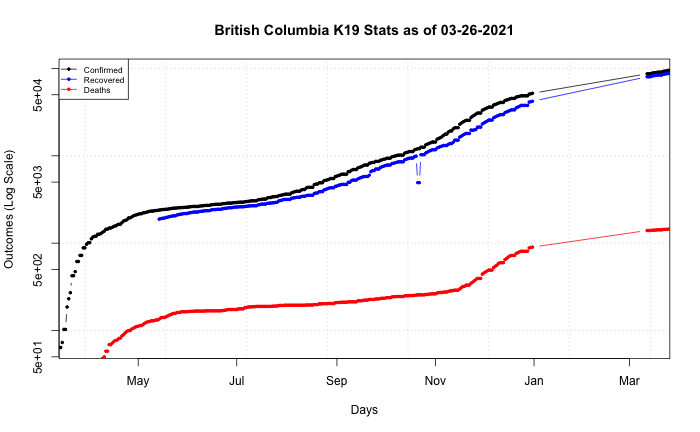 British Columbia K19 Stats as of 03-26-2021
Confirmed
Recovered
Deaths
Outcomes (Log Scale)
5e+04
5e+03
5e+02
5e+01
May Jul Sep Nov Jan Mar
Days